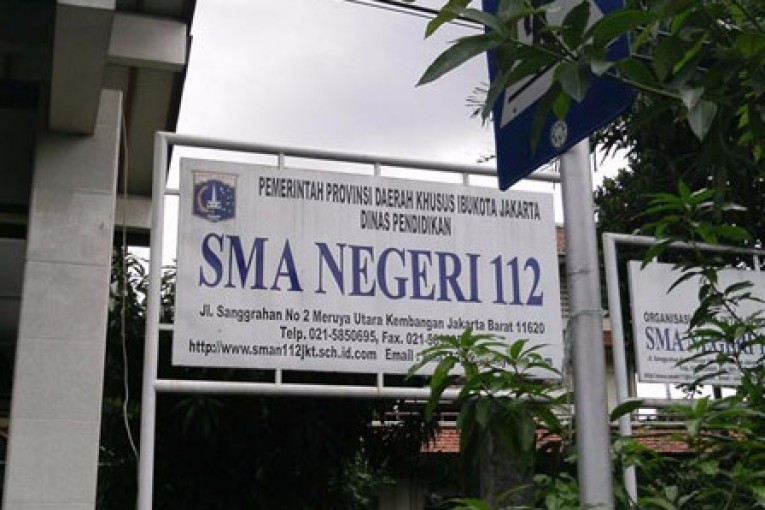 PEMERINTAH PROVINSI DAERAH KHUSUS IBUKOTA JAKARTA
DINAS PENDIDIKAN
SMA NEGERI 112
Jl. Sanggrahan No 2 Meruya Utara Kembangan Jakarta Barat 11620
Telp. 021-5850695, Fax. 021-
http://www.sman112jkt.sch.id.com Email
ORGANISASI
SMA NEGERI